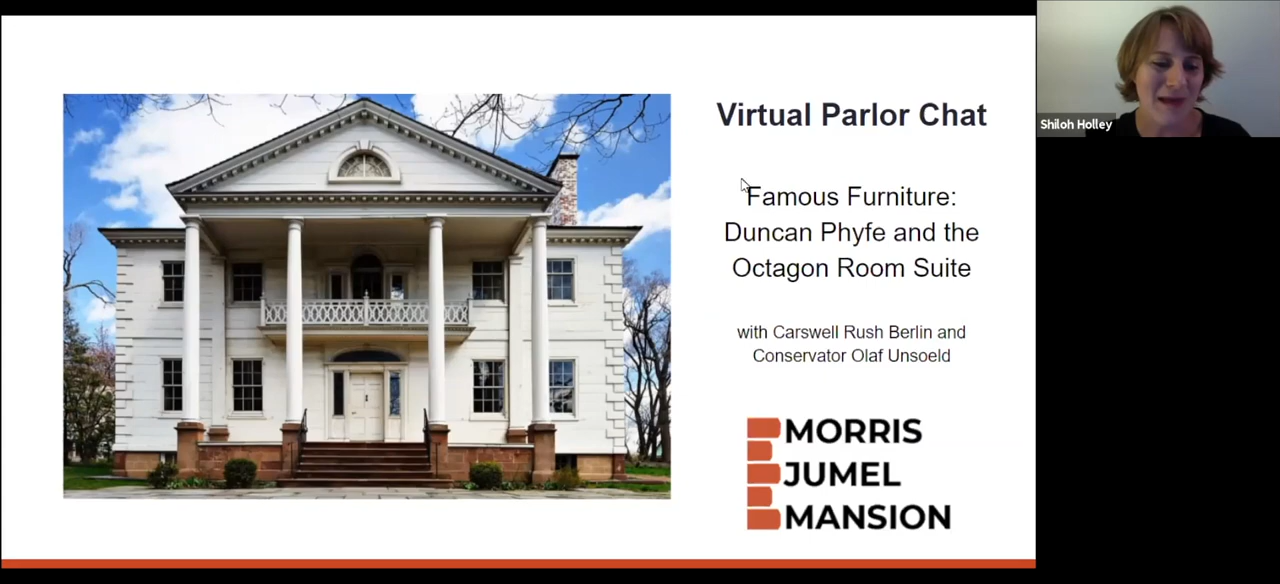 Virtual Parlor Chat
Famous Furniture:
Duncan Phyfe and the
Octagon Room Suite
with Carswell Rush Berlin and
Conservator Olaf Unsoeld
MORRIS
JUMEL
MANSION
Shiloh Holley